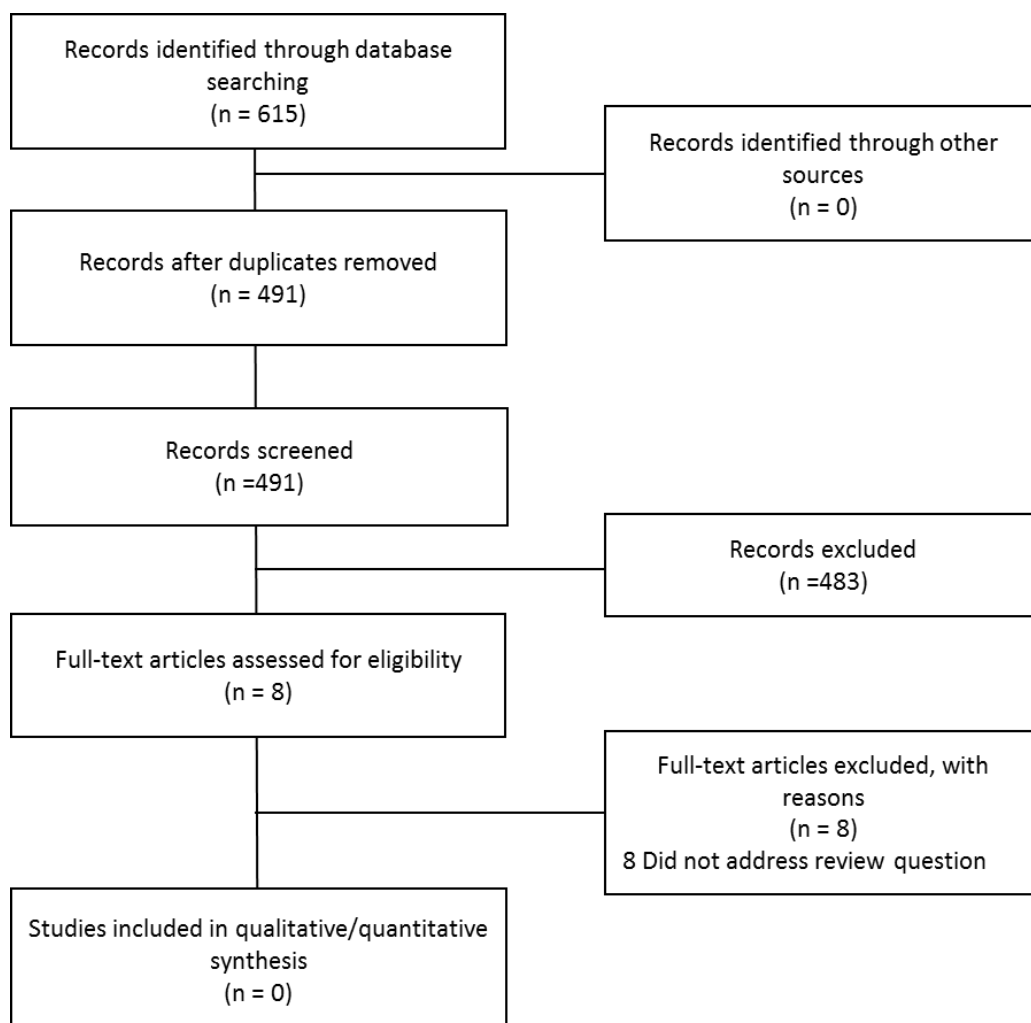 Records identified through database
searching
(n = 615)
Records identified through other
sources
(n = 0)
Records after duplicates removed
(n = 491)
Records screened
(n =491)
Records excluded
(n =483)
Full-text articles assessed for eligibility
(n = 8)
Full-text articles excluded, with
reasons
(n = 8)
8 Did not address review question
Studies included in qualitative/quantitative
synthesis
(n = 0)